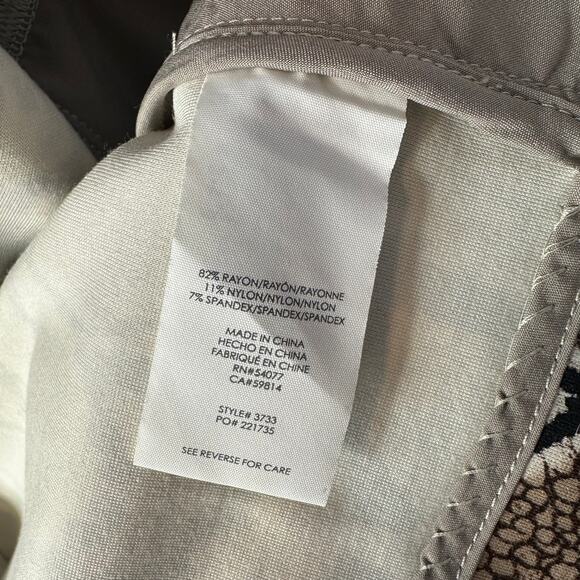 82% RAYON/RAYÓN/RAYONNE
11% NYLON/NYLON/NYLON
7% SPANDEX/SPANDEX/SPANDEX
MADE IN CHINA
HECHO EN CHINA
FABRIQUÉ EN CHINE
RN#54077
CA#59814
STYLE# 3733
PO# 221735
SEE REVERSE FOR CARE